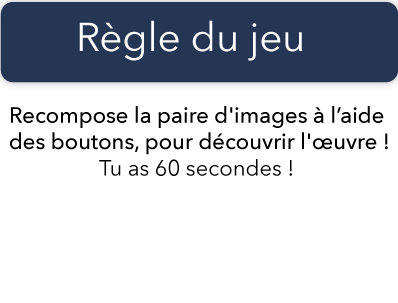 Règle du jeu
Recompose la paire d'images à l’aide
des boutons, pour découvrir l'œuvre !
Tu as 60 secondes !